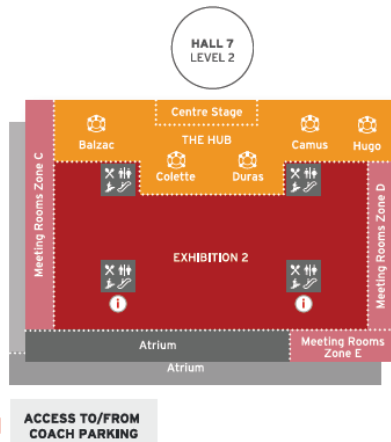 HALL 7
LEVEL 2
Centre Stage
THE HUB
Balzac
Camus
Hugo
Colette
Duras
Meeting Rooms Zone C
Meeting Rooms Zone D
EXHIBITION 2
i
i
Atrium
Meeting Rooms
Zone E
Atrium
ACCESS TO/FROM
COACH PARKING